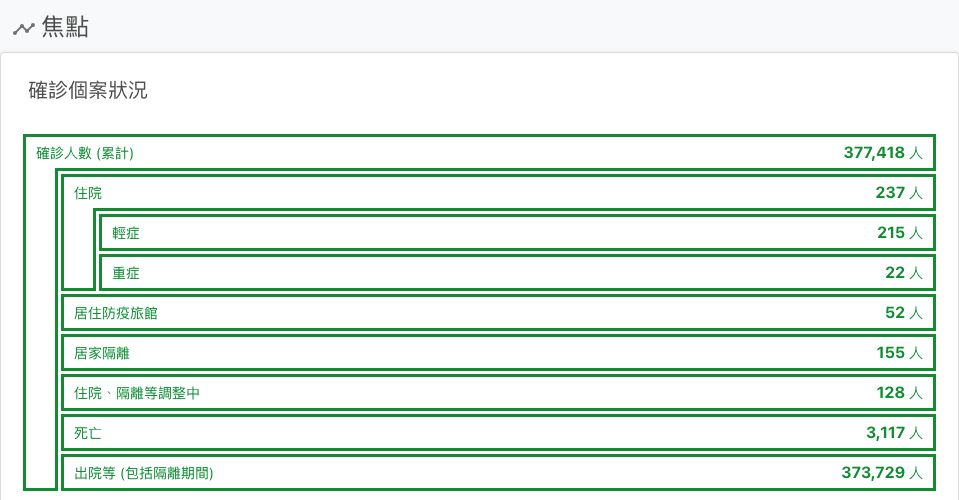 焦點
確診個案狀況
確診人數 (累計) 377,418 人
住院 237 人
輕症 215 人
重症 22 人
居住防疫旅館 52 人
居家隔離 155 人
住院、隔離等調整中 128 人
死亡 3,117 人
出院等 (包括隔離期間) 373,729 人